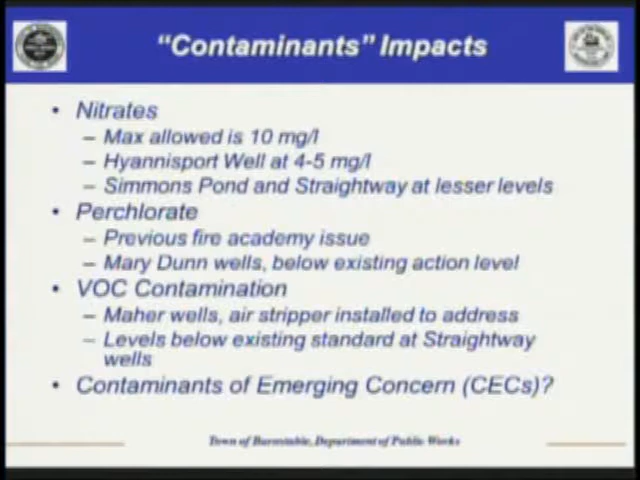 “Contaminants” Impacts
• Nitrates
– Max allowed is 10 mg/l
– Hyannisport Well at 4-5 mg/l
– Simmons Pond and Straightway at lesser levels
• Perchlorate
– Previous fire academy issue
– Mary Dunn wells, below existing action level
• VOC Contamination
– Maher wells, air stripper installed to address
– Levels below existing standard at Straightway
wells
• Contaminants of Emerging Concern (CECs)?
Town of Barnstable, Department of Public Works